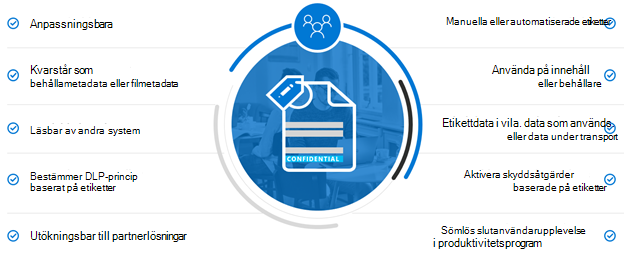 Anpassningsbara
Kvarstår som
behållametadata eller filmetadata
Läsbar av andra system
Bestämmer DLP-princip
baserat på etiketter
Utökningsbar till partnerlösningar
CONFIDENTIAL
Manuella eller automatiserade etiketter
Använda på innehåll
eller behållare
Etikettdata i vila, data som används
eller data under transport
Aktivera skyddsåtgärder
baserade på etiketter
Sömlös slutanvändarupplevelse
i produktivitetsprogram